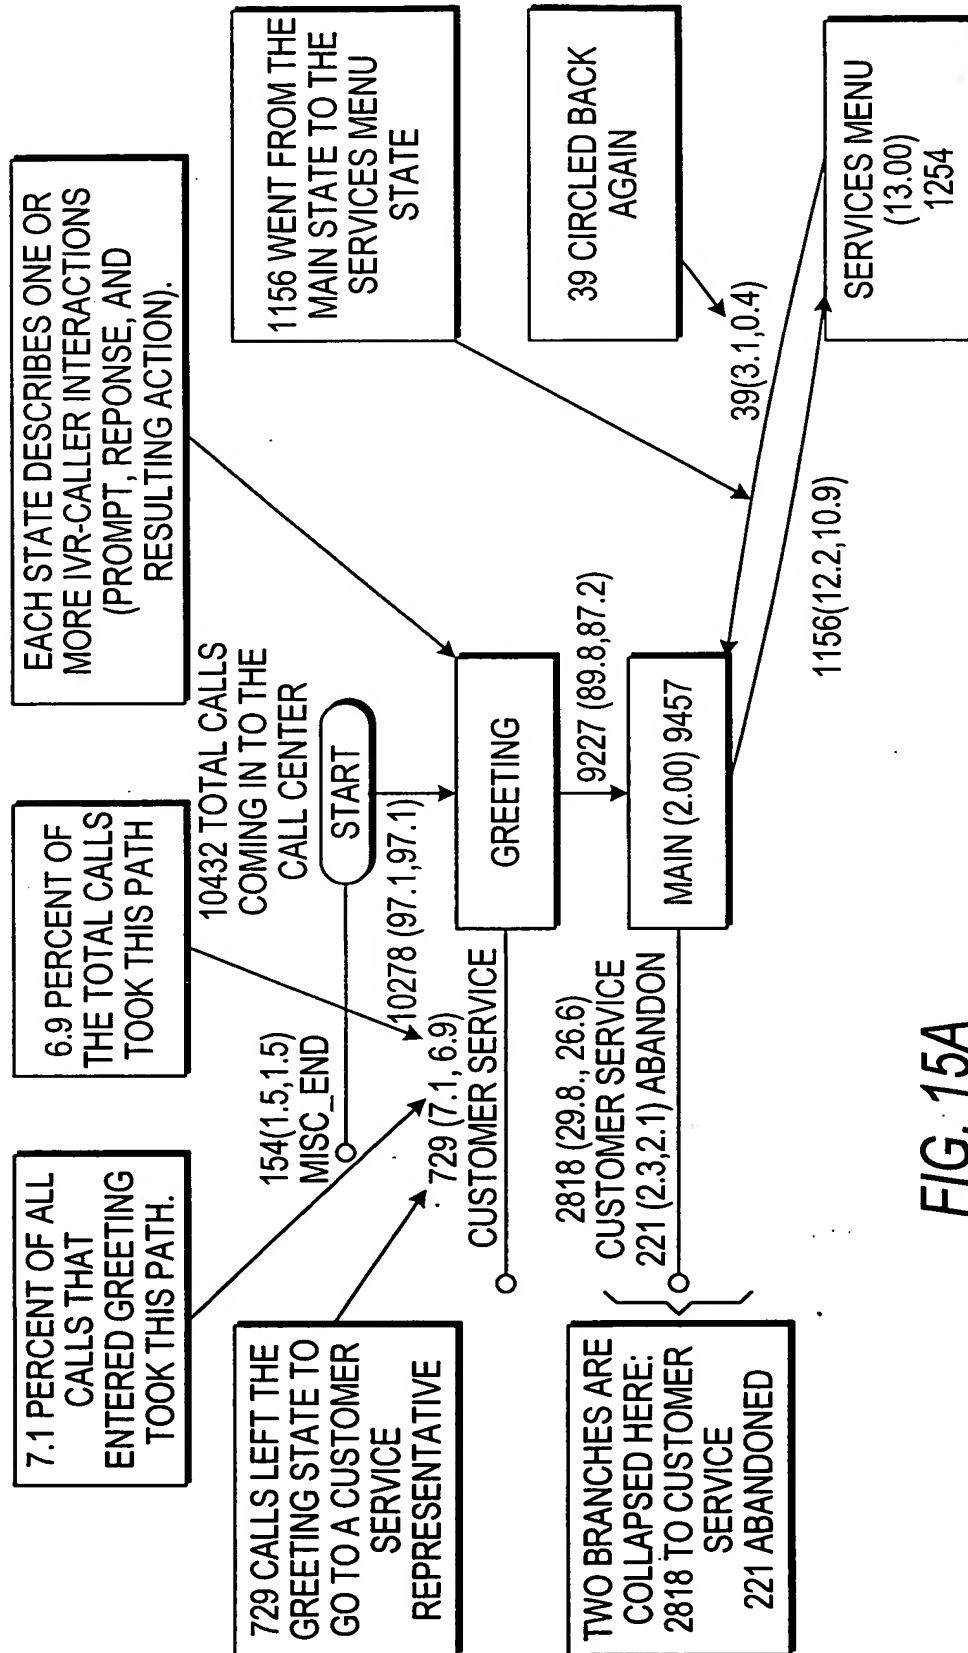 7.1 PERCENT OF ALL
CALLS THAT
ENTERED GREETING
TOOK THIS PATH.
6.9 PERCENT OF
THE TOTAL CALLS
TOOK THIS PATH
EACH STATE DESCRIBES ONE OR
MORE IVR-CALLER INTERACTIONS
(PROMPT, REPONSE, AND
RESULTING ACTION).
10432 TOTAL CALLS
COMING IN TO THE
CALL CENTER
START
154(1.5,1.5)
MISC_END
10278 (97.1,97.1)
729 CALLS LEFT THE
GREETING STATE TO
GO TO A CUSTOMER
SERVICE
REPRESENTATIVE
729 (7.1, 6.9)
CUSTOMER SERVICE
GREETING
1156 WENT FROM THE
MAIN STATE TO THE
SERVICES MENU
STATE
9227 (89.8,87.2)
TWO BRANCHES ARE
COLLAPSED HERE:
2818 TO CUSTOMER
SERVICE
221 ABANDONED
2818 (29.8., 26.6)
CUSTOMER SERVICE
221 (2.3,2.1) ABANDON
MAIN (2.00) 9457
39 CIRCLED BACK
AGAIN
39(3.1,0.4)
1156(12.2,10.9)
SERVICES MENU
(13.00)
1254
FIG. 15A